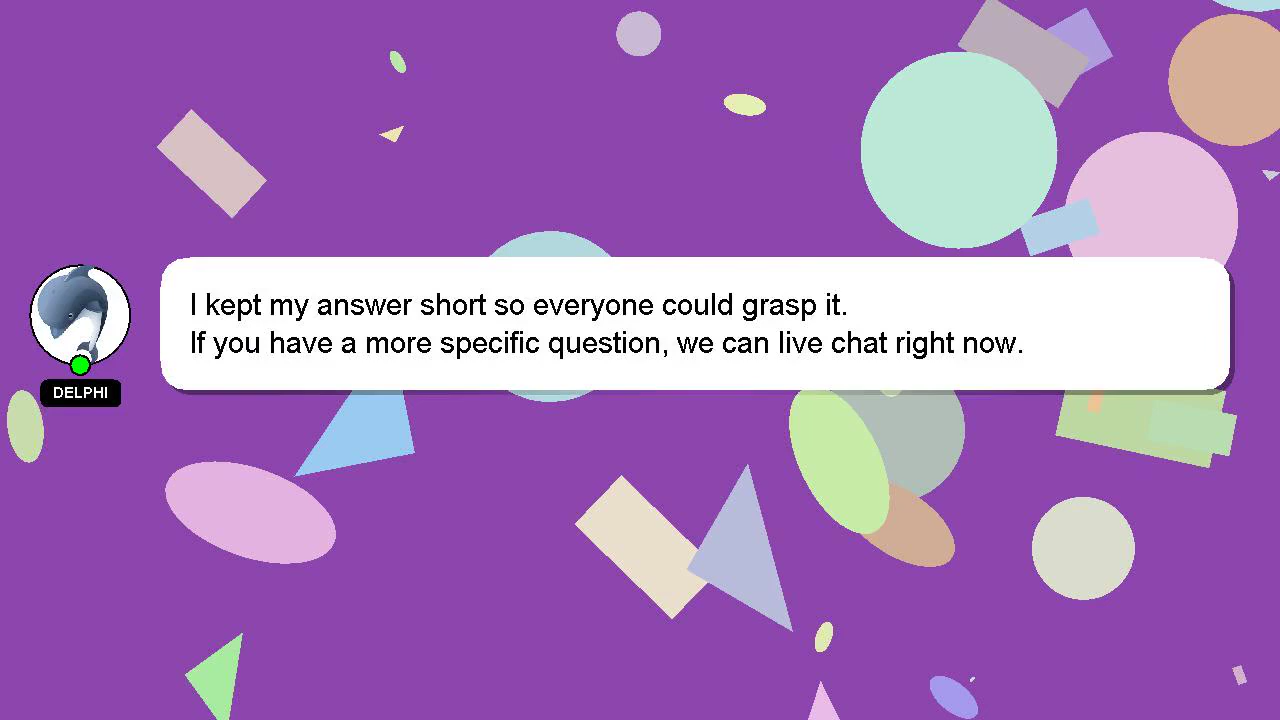 I kept my answer short so everyone could grasp it.
If you have a more specific question, we can live chat right now.
DELPHI